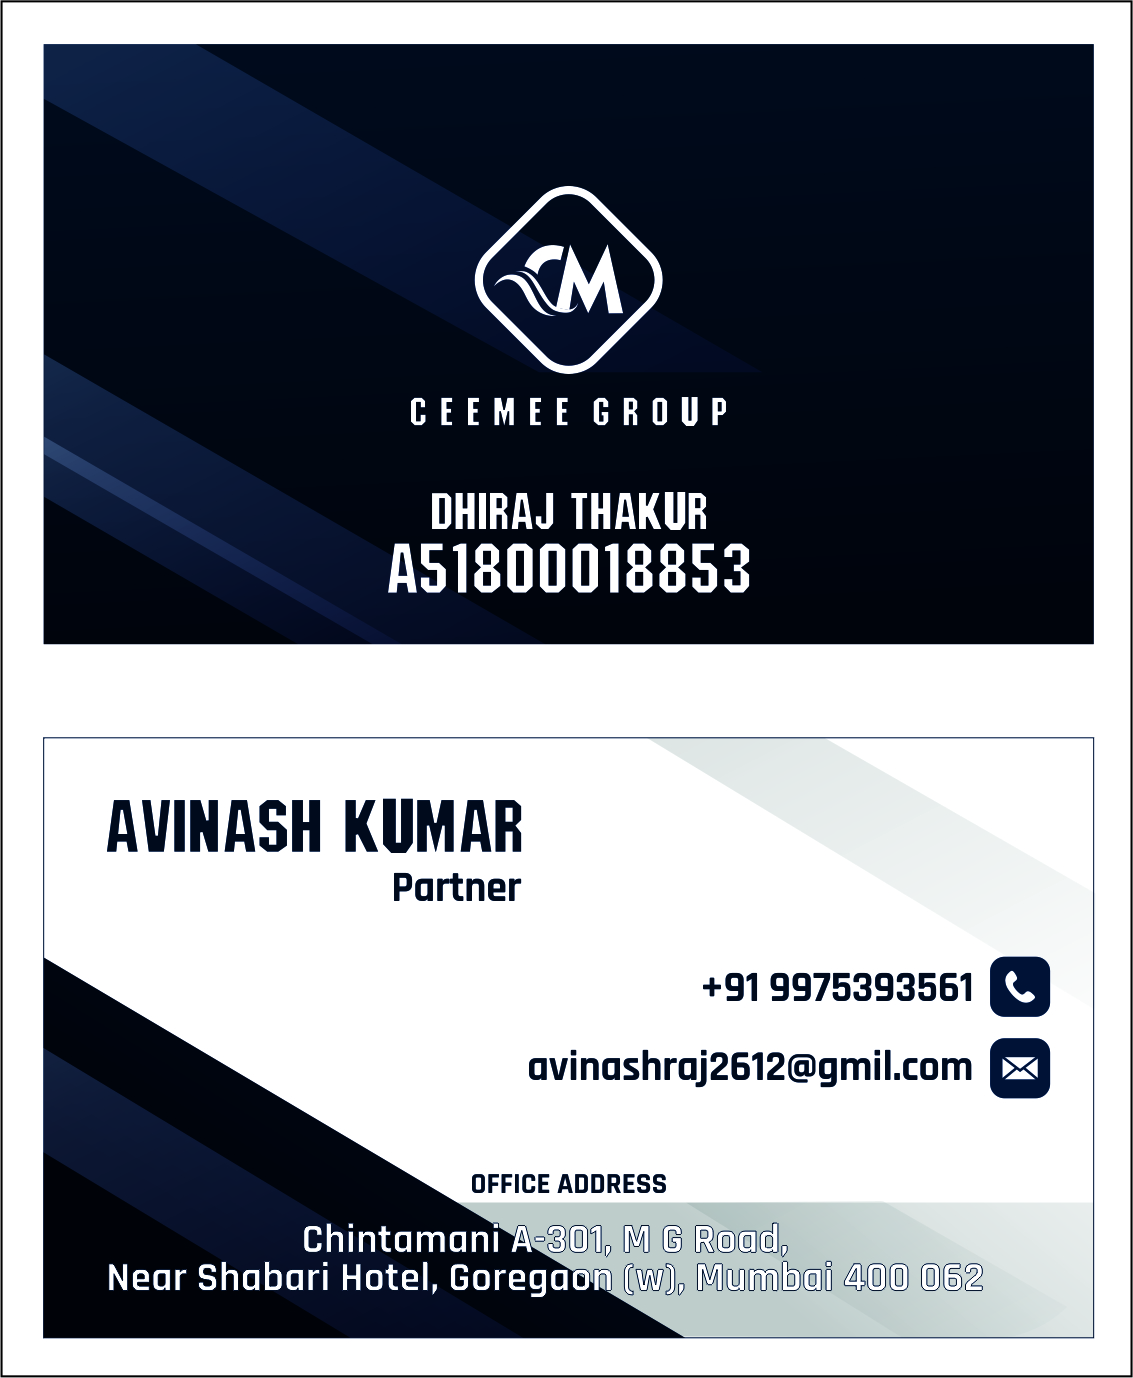 CM
CEEMEE GROUP
DHIRAJ THAKUR
A51800018853
AVINASH KUMAR
Partner
+91 9975393561
avinashraj2612@gmil.com
OFFICE ADDRESS
Chintamani A-301, M G Road,
Near Shabari Hotel, Goregaon (w), Mumbai 400 062